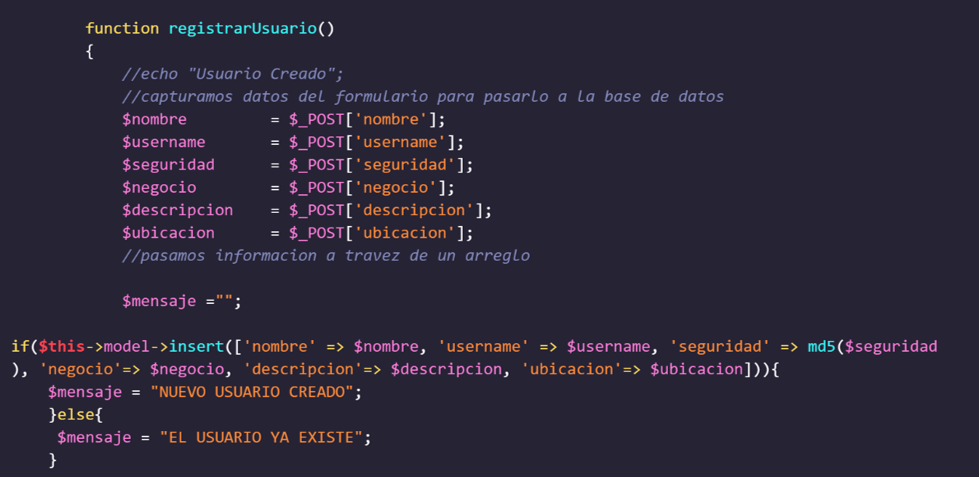 function registrarUsuario()
{
//echo "Usuario Creado";
//capturamos datos del formulario para pasarlo a la base de datos
$nombre = $_POST['nombre'];
$username = $_POST['username'];
$seguridad = $_POST['seguridad'];
$negocio = $_POST['negocio'];
$descripcion = $_POST['descripcion'];
$ubicacion = $_POST['ubicacion'];
//pasamos informacion a travez de un arreglo
$mensaje ="";
if($this->model->insert(['nombre' => $nombre, 'username' => $username, 'seguridad' => md5($seguridad
), 'negocio'=> $negocio, 'descripcion'=> $descripcion, 'ubicacion'=> $ubicacion])){
$mensaje = "NUEVO USUARIO CREADO";
}else{
$mensaje = "EL USUARIO YA EXISTE";
}